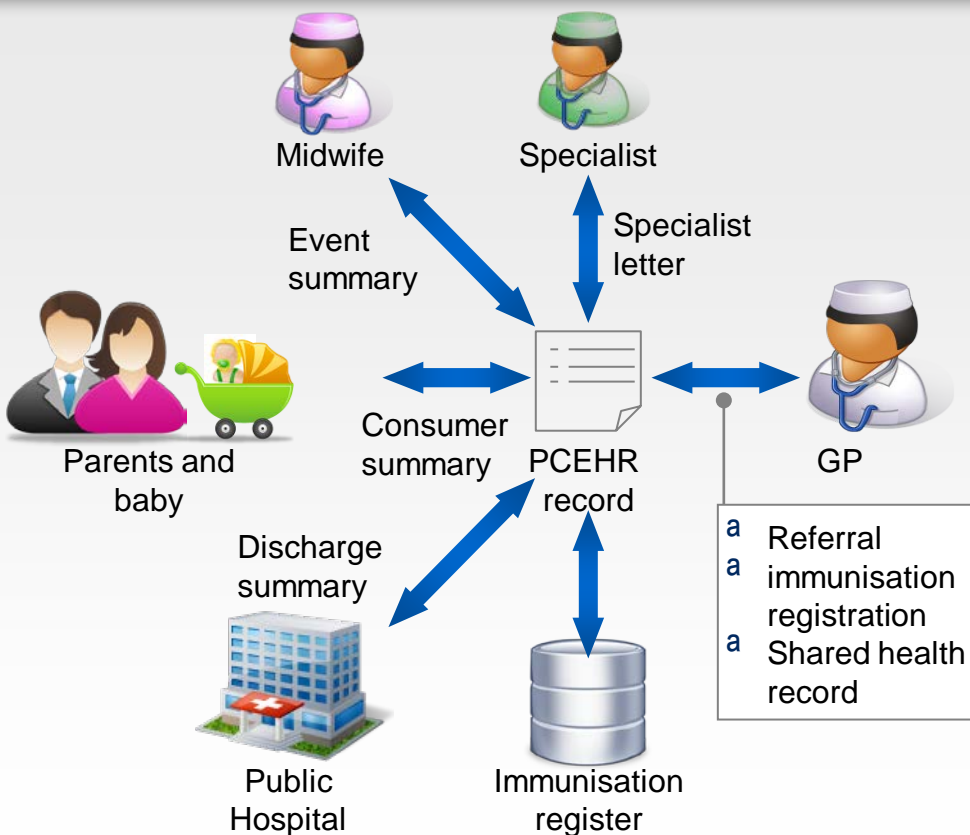 Midwife
Specialist
Event
summary
Specialist
letter
Parents and
baby
Consumer
summary
PCEHR
record
GP
a Referral
a immunisation
registration
a Shared health
record
Discharge
summary
Public
Hospital
Immunisation
register